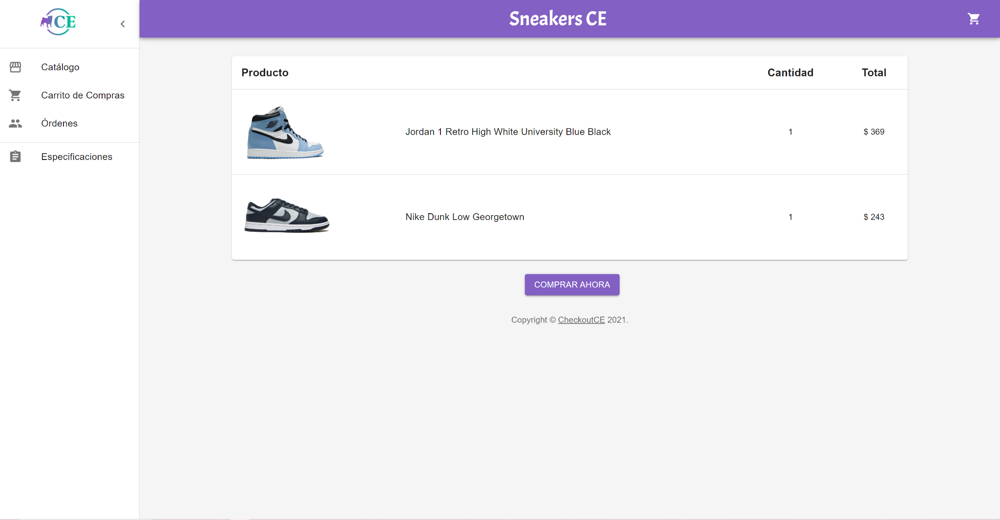 CE
Sneakers CE
Catálogo
Carrito de Compras
Órdenes
Especificaciones
Producto Cantidad Total
Jordan 1 Retro High White University Blue Black 1 $ 369
Nike Dunk Low Georgetown 1 $ 243
COMPRAR AHORA
Copyright © CheckoutCE 2021.